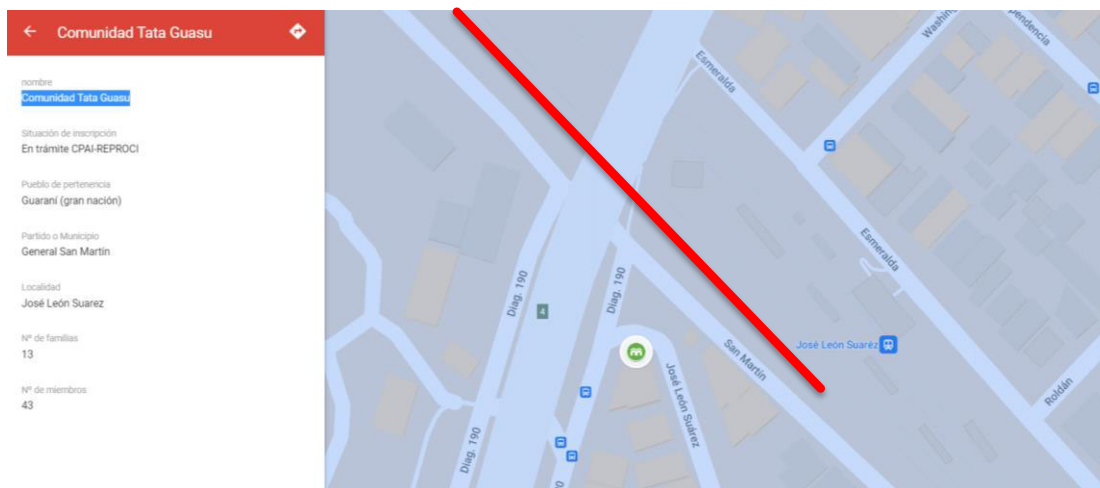 Comunidad Tata Guasu
nombre
Comunidad Tata Guasu
Situación de inscripción
En trámite CPAI-REPROCI
Pueblo de pertenencia
Guaraní (gran nación)
Partido o Municipio
General San Martín
Localidad
José León Suarez
Nº de familias
13
Nº de miembros
43
Esmeralda
Esmeralda
Diag. 190
4
Diag. 190
San Martín
José León Suaréz
José León Suárez
Roldán
Diag. 190